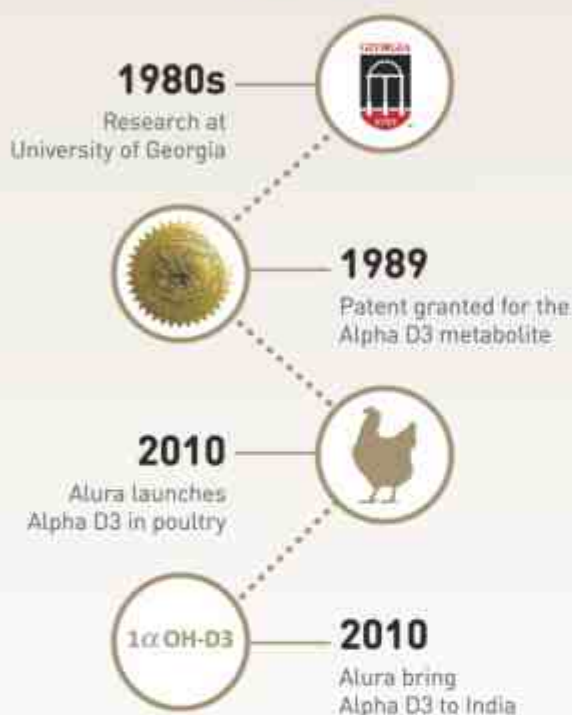 GEORGIA
1785
1980s
Research at
University of Georgia
1989
Patent granted for the
Alpha D3 metabolite
2010
Alura launches
Alpha D3 in poultry
1α OH-D3
2010
Alura bring
Alpha D3 to India